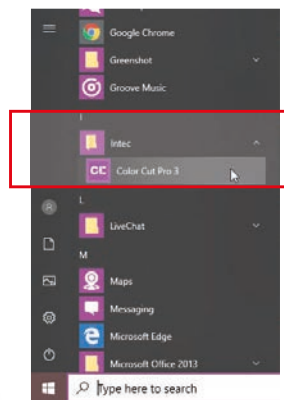 Google Chrome
Greenshot
Groove Music
I
Intec
CC Color Cut Pro 3
L
LiveChat
M
Maps
Messaging
Microsoft Edge
Microsoft Office 2013
Type here to search